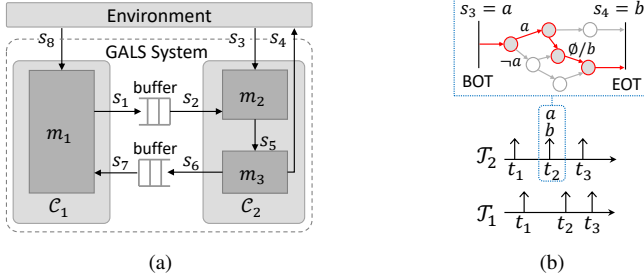 Environment
s8
s3
s4
GALS System
buffer
s1
s2
m1
m2
s5
buffer
s7
s6
m3
C1
C2
(a)
s3 = a
s4 = b
a
¬a
∅/b
BOT
EOT
a
b
T2
t1
t2
t3
T1
t1
t2
t3
(b)